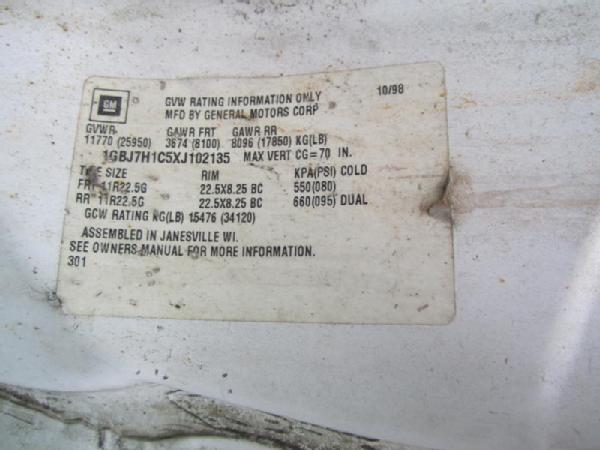 GM
GVW RATING INFORMATION ONLY 10/98
MFD BY GENERAL MOTORS CORP
GVWR GAWR FRT GAWR RR
11770 (25950) 3674 (8100) 8096 (17850) KG(LB)
1GBJ7H1C5XJ102135 MAX VERT CG=70 IN.
SIZE RIM KPA(PSI) COLD
FRT 11R22.5G 22.5X8.25 BC 550(080)
RR 11R22.5G 22.5X8.25 BC 660(095) DUAL
GCW RATING KG(LB) 15476 (34120)
ASSEMBLED IN JANESVILLE WI.
SEE OWNERS MANUAL FOR MORE INFORMATION.
301